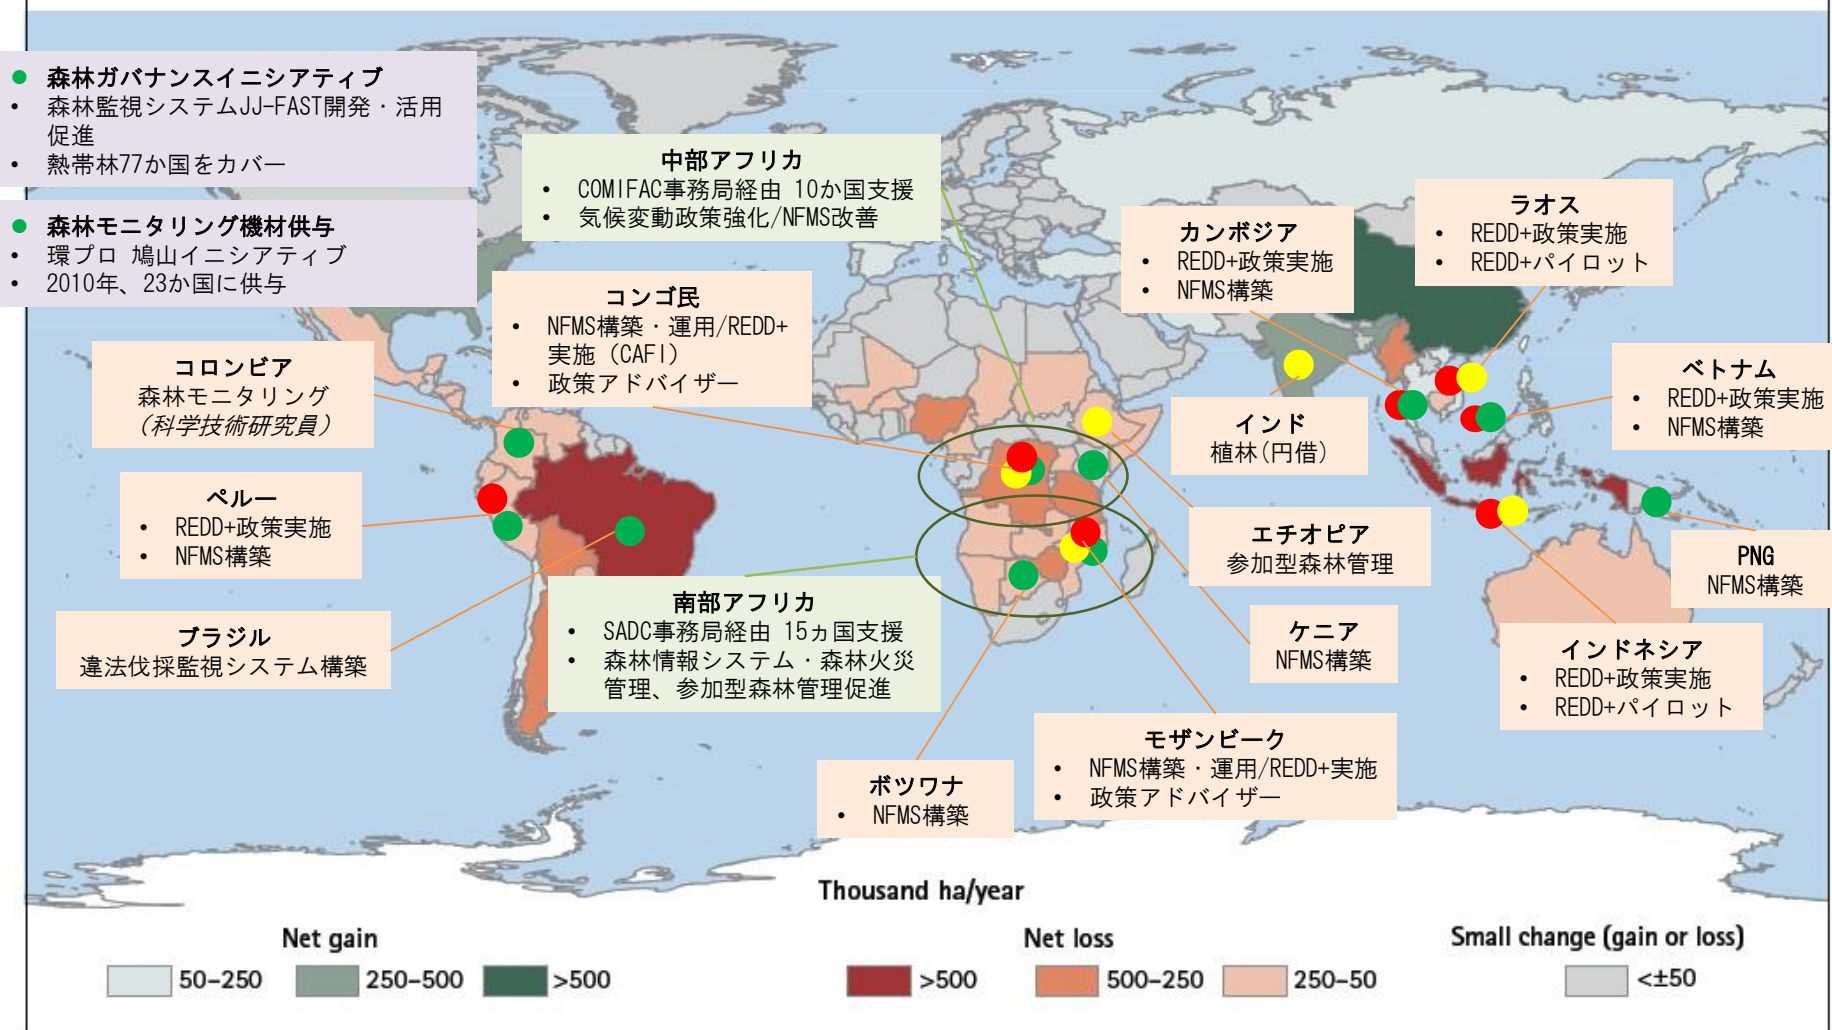 ● 森林ガバナンスイニシアティブ
• 森林監視システムJJ-FAST開発・活用
促進
• 熱帯林77か国をカバー
● 森林モニタリング機材供与
• 環プロ 鳩山イニシアティブ
• 2010年、23か国に供与
中部アフリカ
• COMIFAC事務局経由 10か国支援
• 気候変動政策強化/NFMS改善
コンゴ民
• NFMS構築・運用/REDD+
実施（CAFI）
• 政策アドバイザー
カンボジア
• REDD+政策実施
• NFMS構築
ラオス
• REDD+政策実施
• REDD+パイロット
ベトナム
• REDD+政策実施
• NFMS構築
コロンビア
森林モニタリング
（科学技術研究員）
インド
植林(円借)
ペルー
• REDD+政策実施
• NFMS構築
エチオピア
参加型森林管理
PNG
NFMS構築
ブラジル
違法伐採監視システム構築
南部アフリカ
• SADC事務局経由 15ヵ国支援
• 森林情報システム・森林火災
管理、参加型森林管理促進
ケニア
NFMS構築
インドネシア
• REDD+政策実施
• REDD+パイロット
モザンビーク
• NFMS構築・運用/REDD+実施
• 政策アドバイザー
ボツワナ
• NFMS構築
Thousand ha/year
Net gain
50–250
250–500
>500
Net loss
>500
500–250
250–50
Small change (gain or loss)
<±50